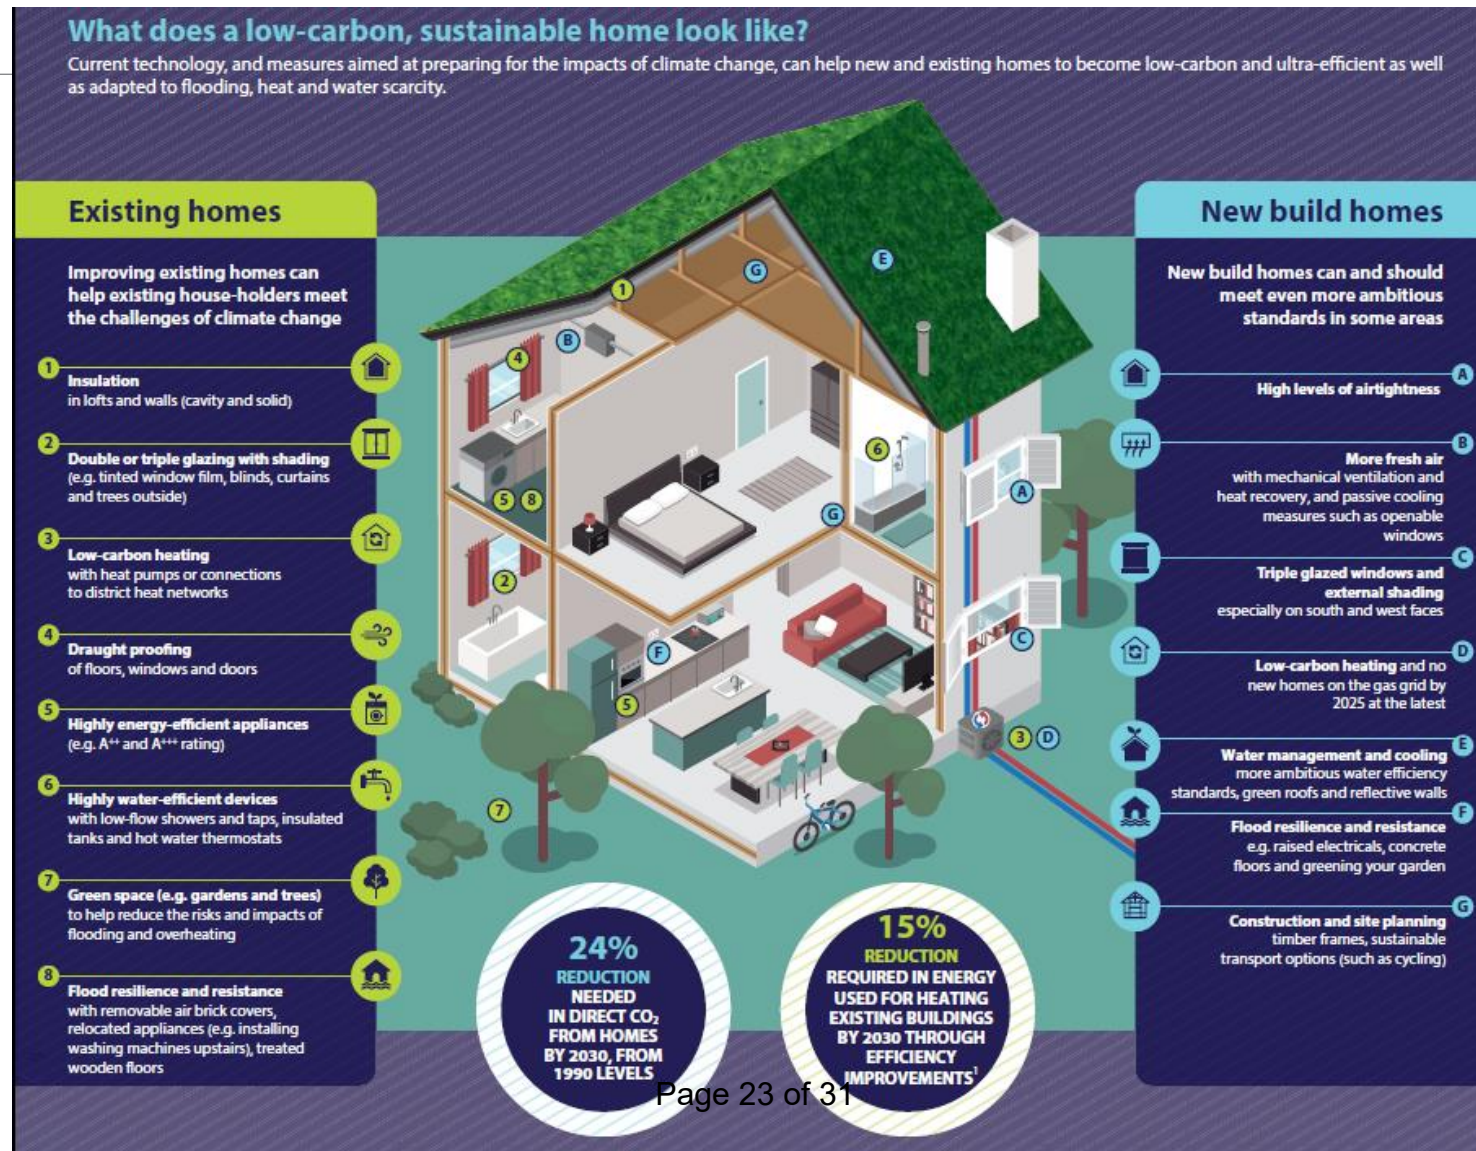 What does a low-carbon, sustainable home look like?
Current technology, and measures aimed at preparing for the impacts of climate change, can help new and existing homes to become low-carbon and ultra-efficient as well
as adapted to flooding, heat and water scarcity.
Existing homes
Improving existing homes can
help existing house-holders meet
the challenges of climate change
1
Insulation
in lofts and walls (cavity and solid)
2
Double or triple glazing with shading
(e.g. tinted window film, blinds, curtains
and trees outside)
3
Low-carbon heating
with heat pumps or connections
to district heat networks
4
Draught proofing
of floors, windows and doors
5
Highly energy-efficient appliances
(e.g. A++ and A+++ rating)
6
Highly water-efficient devices
with low-flow showers and taps, insulated
tanks and hot water thermostats
7
Green space (e.g. gardens and trees)
to help reduce the risks and impacts of
flooding and overheating
8
Flood resilience and resistance
with removable air brick covers,
relocated appliances (e.g. installing
washing machines upstairs), treated
wooden floors
E
G
1
B
4
6
5 8
A
G
2
C
F
5
3 D
7
New build homes
New build homes can and should
meet even more ambitious
standards in some areas
A
High levels of airtightness
B
More fresh air
with mechanical ventilation and
heat recovery, and passive cooling
measures such as openable
windows
C
Triple glazed windows and
external shading
especially on south and west faces
D
Low-carbon heating and no
new homes on the gas grid by
2025 at the latest
E
Water management and cooling
more ambitious water efficiency
standards, green roofs and reflective walls
F
Flood resilience and resistance
e.g. raised electricals, concrete
floors and greening your garden
G
Construction and site planning
timber frames, sustainable
transport options (such as cycling)
24%
REDUCTION
NEEDED
IN DIRECT CO₂
FROM HOMES
BY 2030, FROM
1990 LEVELS
15%
REDUCTION
REQUIRED IN ENERGY
USED FOR HEATING
EXISTING BUILDINGS
BY 2030 THROUGH
EFFICIENCY
IMPROVEMENTS¹
Page 23 of 31